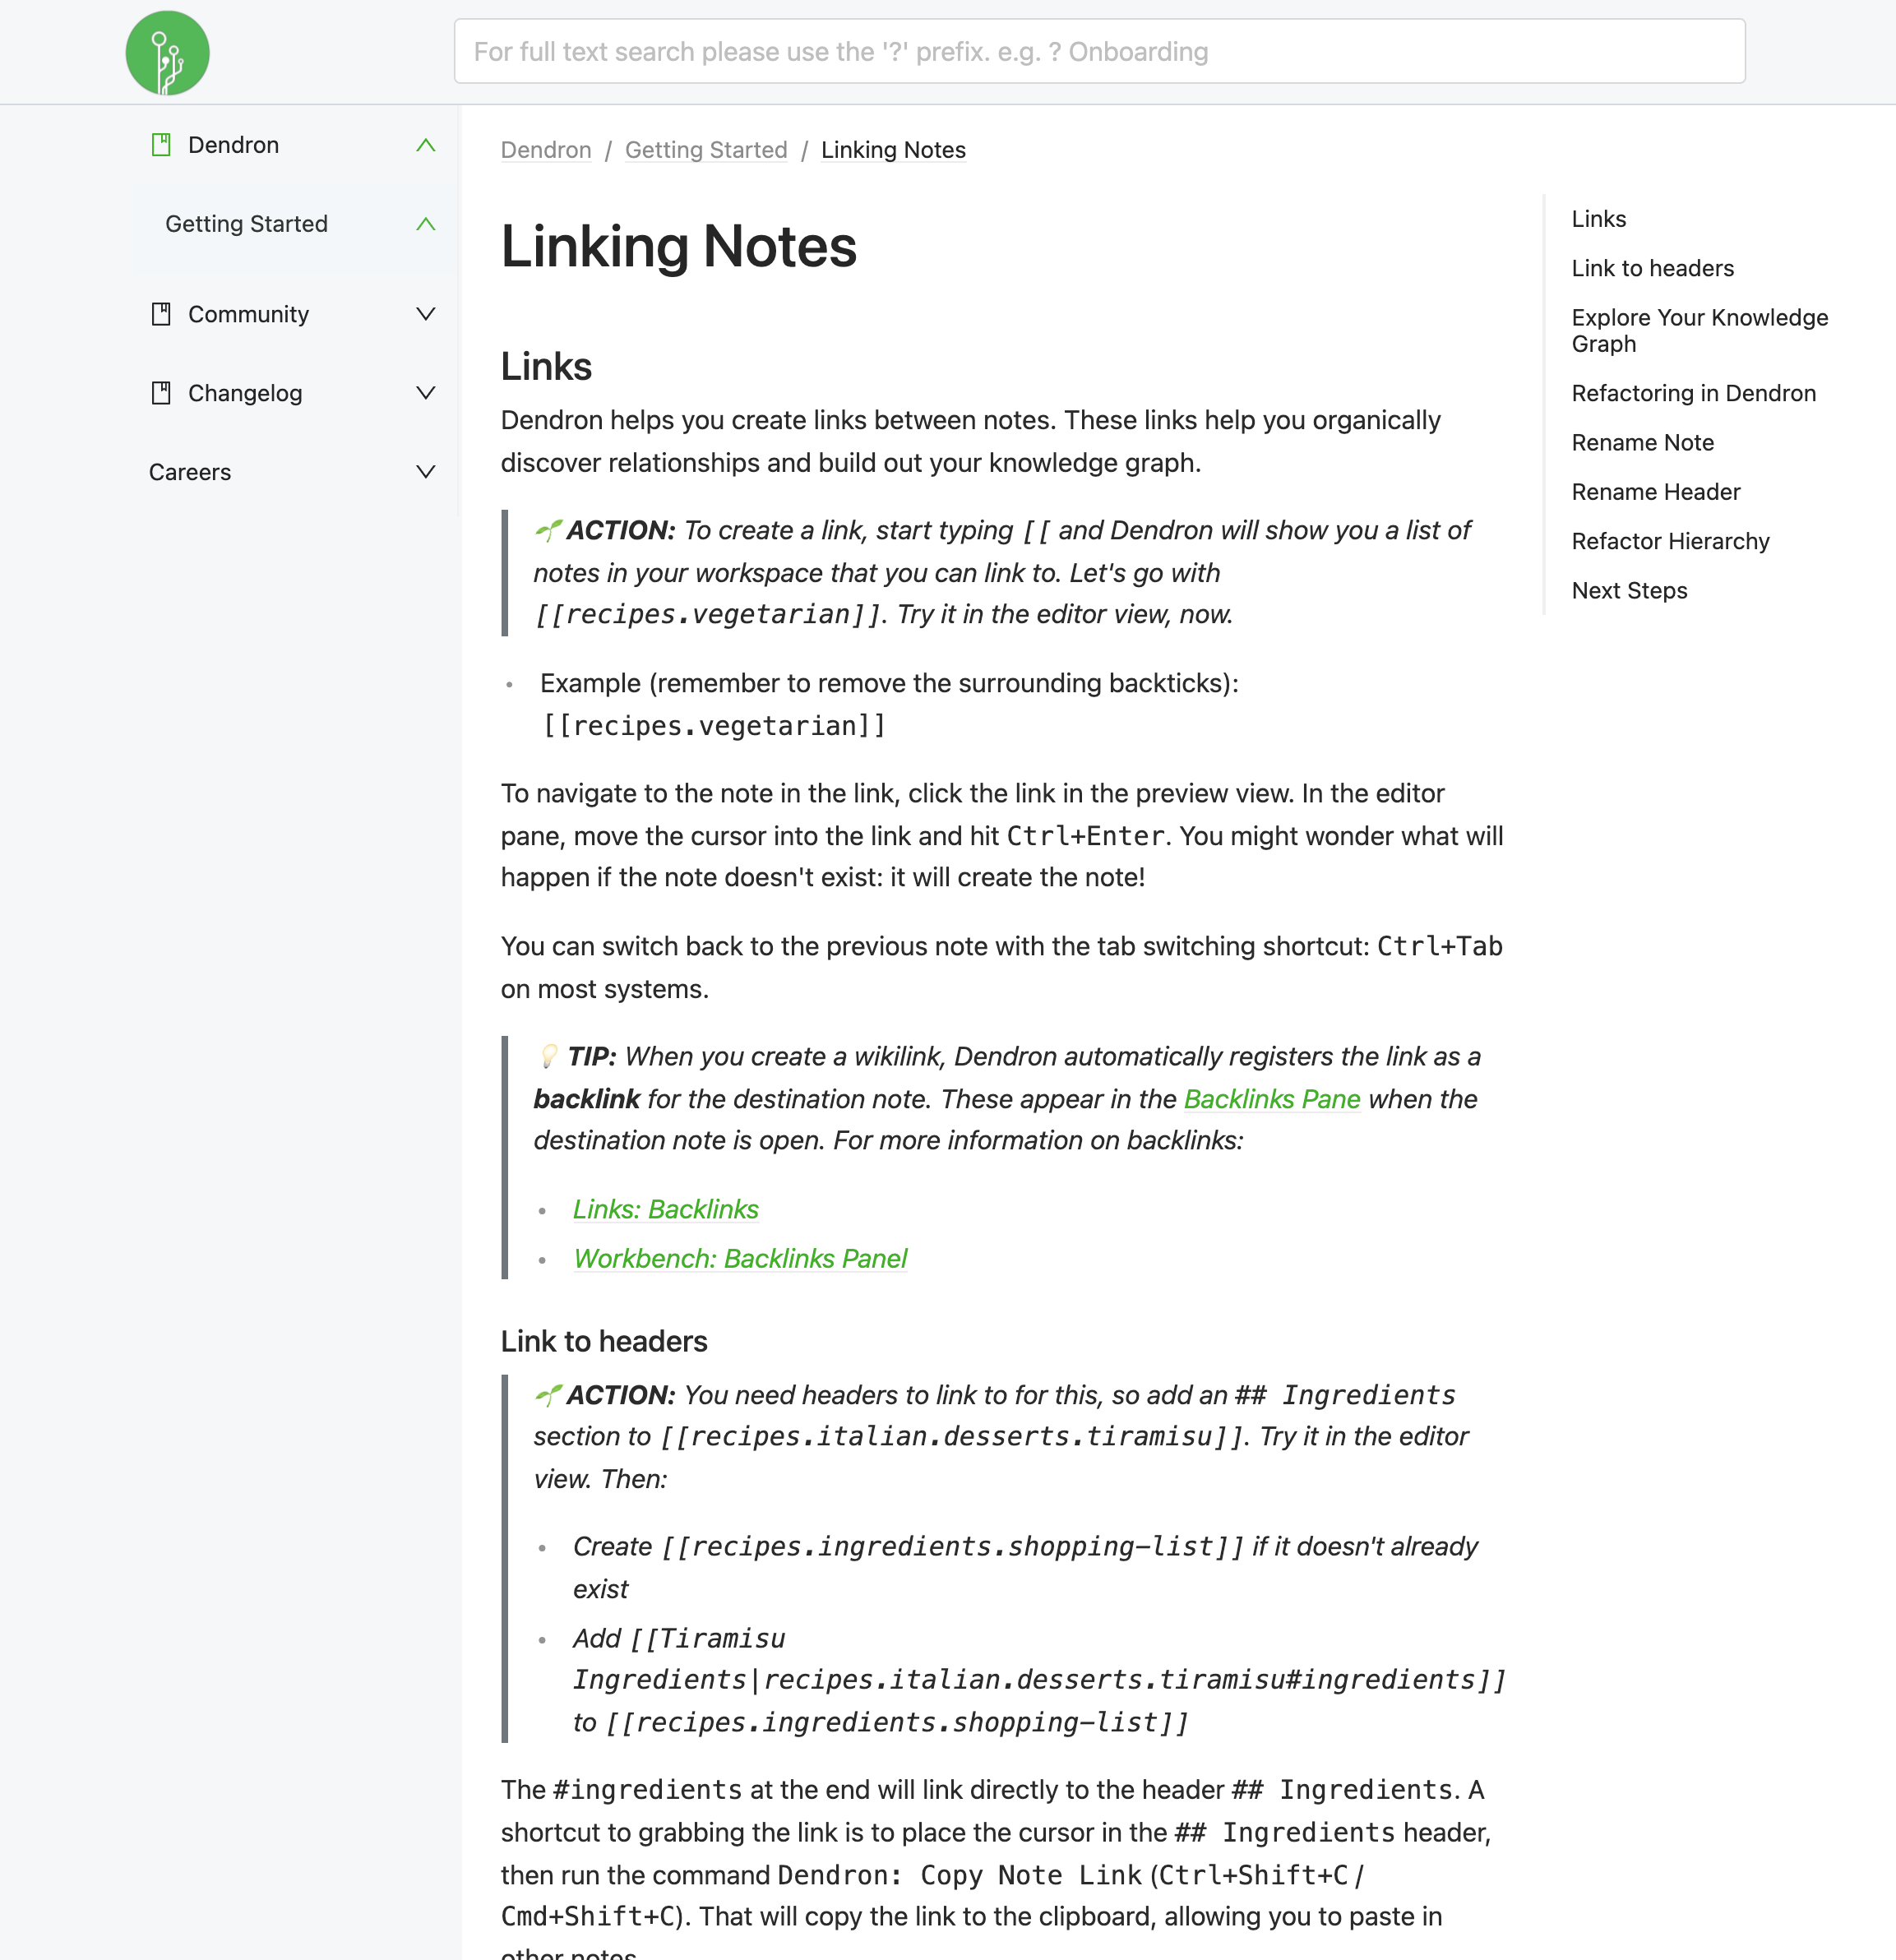 For full text search please use the '?' prefix. e.g. ? Onboarding
Dendron
Getting Started
Community
Changelog
Careers
Dendron / Getting Started / Linking Notes
Linking Notes
Links
Dendron helps you create links between notes. These links help you organically
discover relationships and build out your knowledge graph.
🌱 ACTION: To create a link, start typing [[ and Dendron will show you a list of
notes in your workspace that you can link to. Let's go with
[[recipes.vegetarian]]. Try it in the editor view, now.
• Example (remember to remove the surrounding backticks):
[[recipes.vegetarian]]
To navigate to the note in the link, click the link in the preview view. In the editor
pane, move the cursor into the link and hit Ctrl+Enter. You might wonder what will
happen if the note doesn't exist: it will create the note!
You can switch back to the previous note with the tab switching shortcut: Ctrl+Tab
on most systems.
💡 TIP: When you create a wikilink, Dendron automatically registers the link as a
backlink for the destination note. These appear in the Backlinks Pane when the
destination note is open. For more information on backlinks:
• Links: Backlinks
• Workbench: Backlinks Panel
Link to headers
🌱 ACTION: You need headers to link to for this, so add an ## Ingredients
section to [[recipes.italian.desserts.tiramisu]]. Try it in the editor
view. Then:
• Create [[recipes.ingredients.shopping-list]] if it doesn't already
exist
• Add [[Tiramisu
Ingredients|recipes.italian.desserts.tiramisu#ingredients]]
to [[recipes.ingredients.shopping-list]]
The #ingredients at the end will link directly to the header ## Ingredients. A
shortcut to grabbing the link is to place the cursor in the ## Ingredients header,
then run the command Dendron: Copy Note Link (Ctrl+Shift+C /
Cmd+Shift+C). That will copy the link to the clipboard, allowing you to paste in
other notes.
Links
Link to headers
Explore Your Knowledge
Graph
Refactoring in Dendron
Rename Note
Rename Header
Refactor Hierarchy
Next Steps